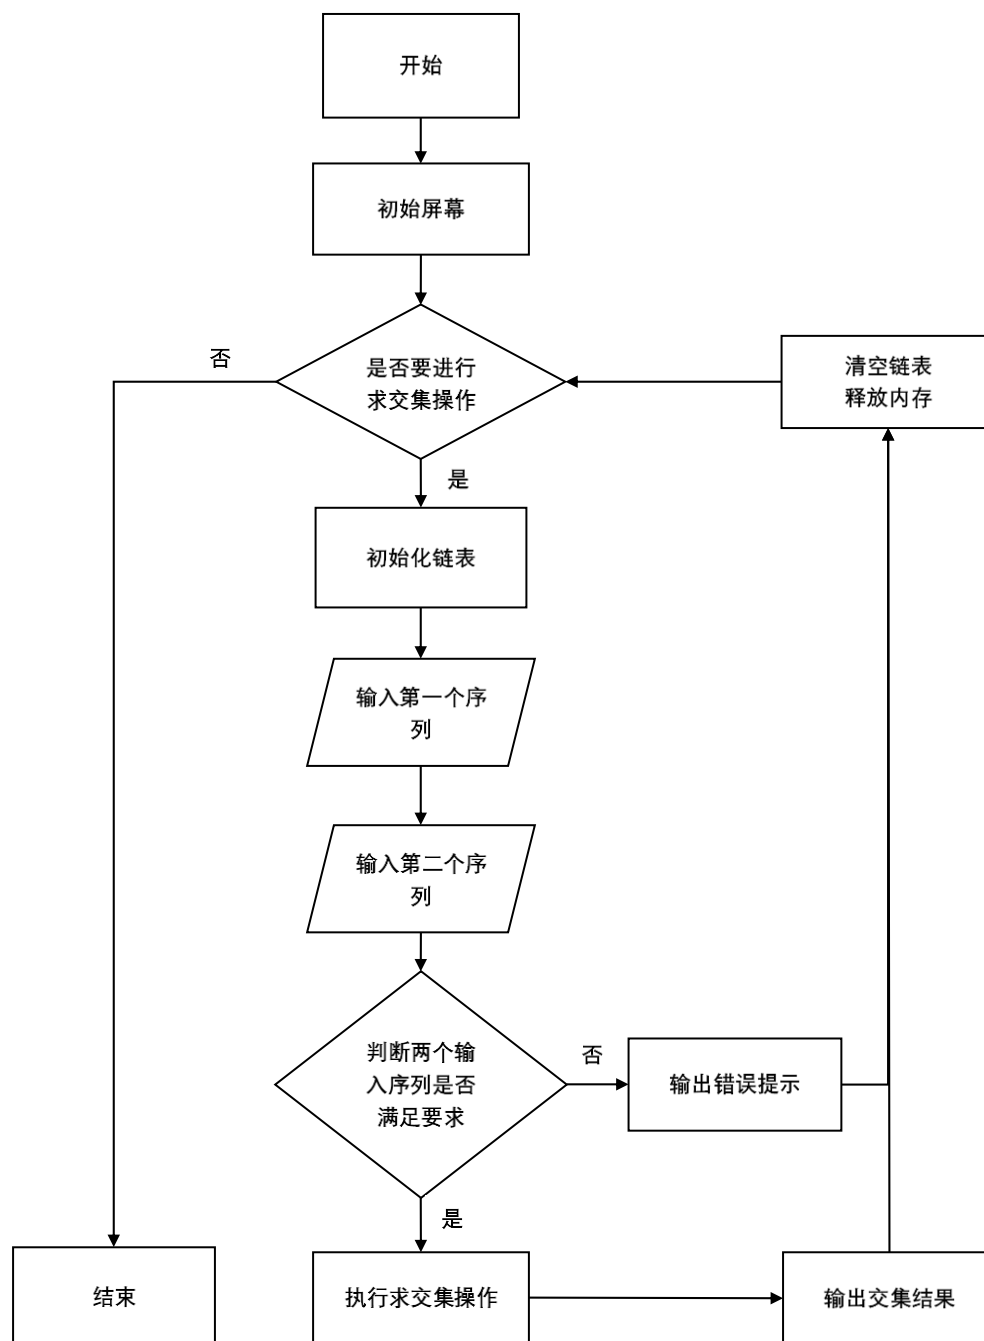 开始
初始屏幕
否
是否要进行
求交集操作
清空链表
释放内存
是
初始化链表
输入第一个序
列
输入第二个序
列
判断两个输
入序列是否
满足要求
否
输出错误提示
是
结束
执行求交集操作
输出交集结果